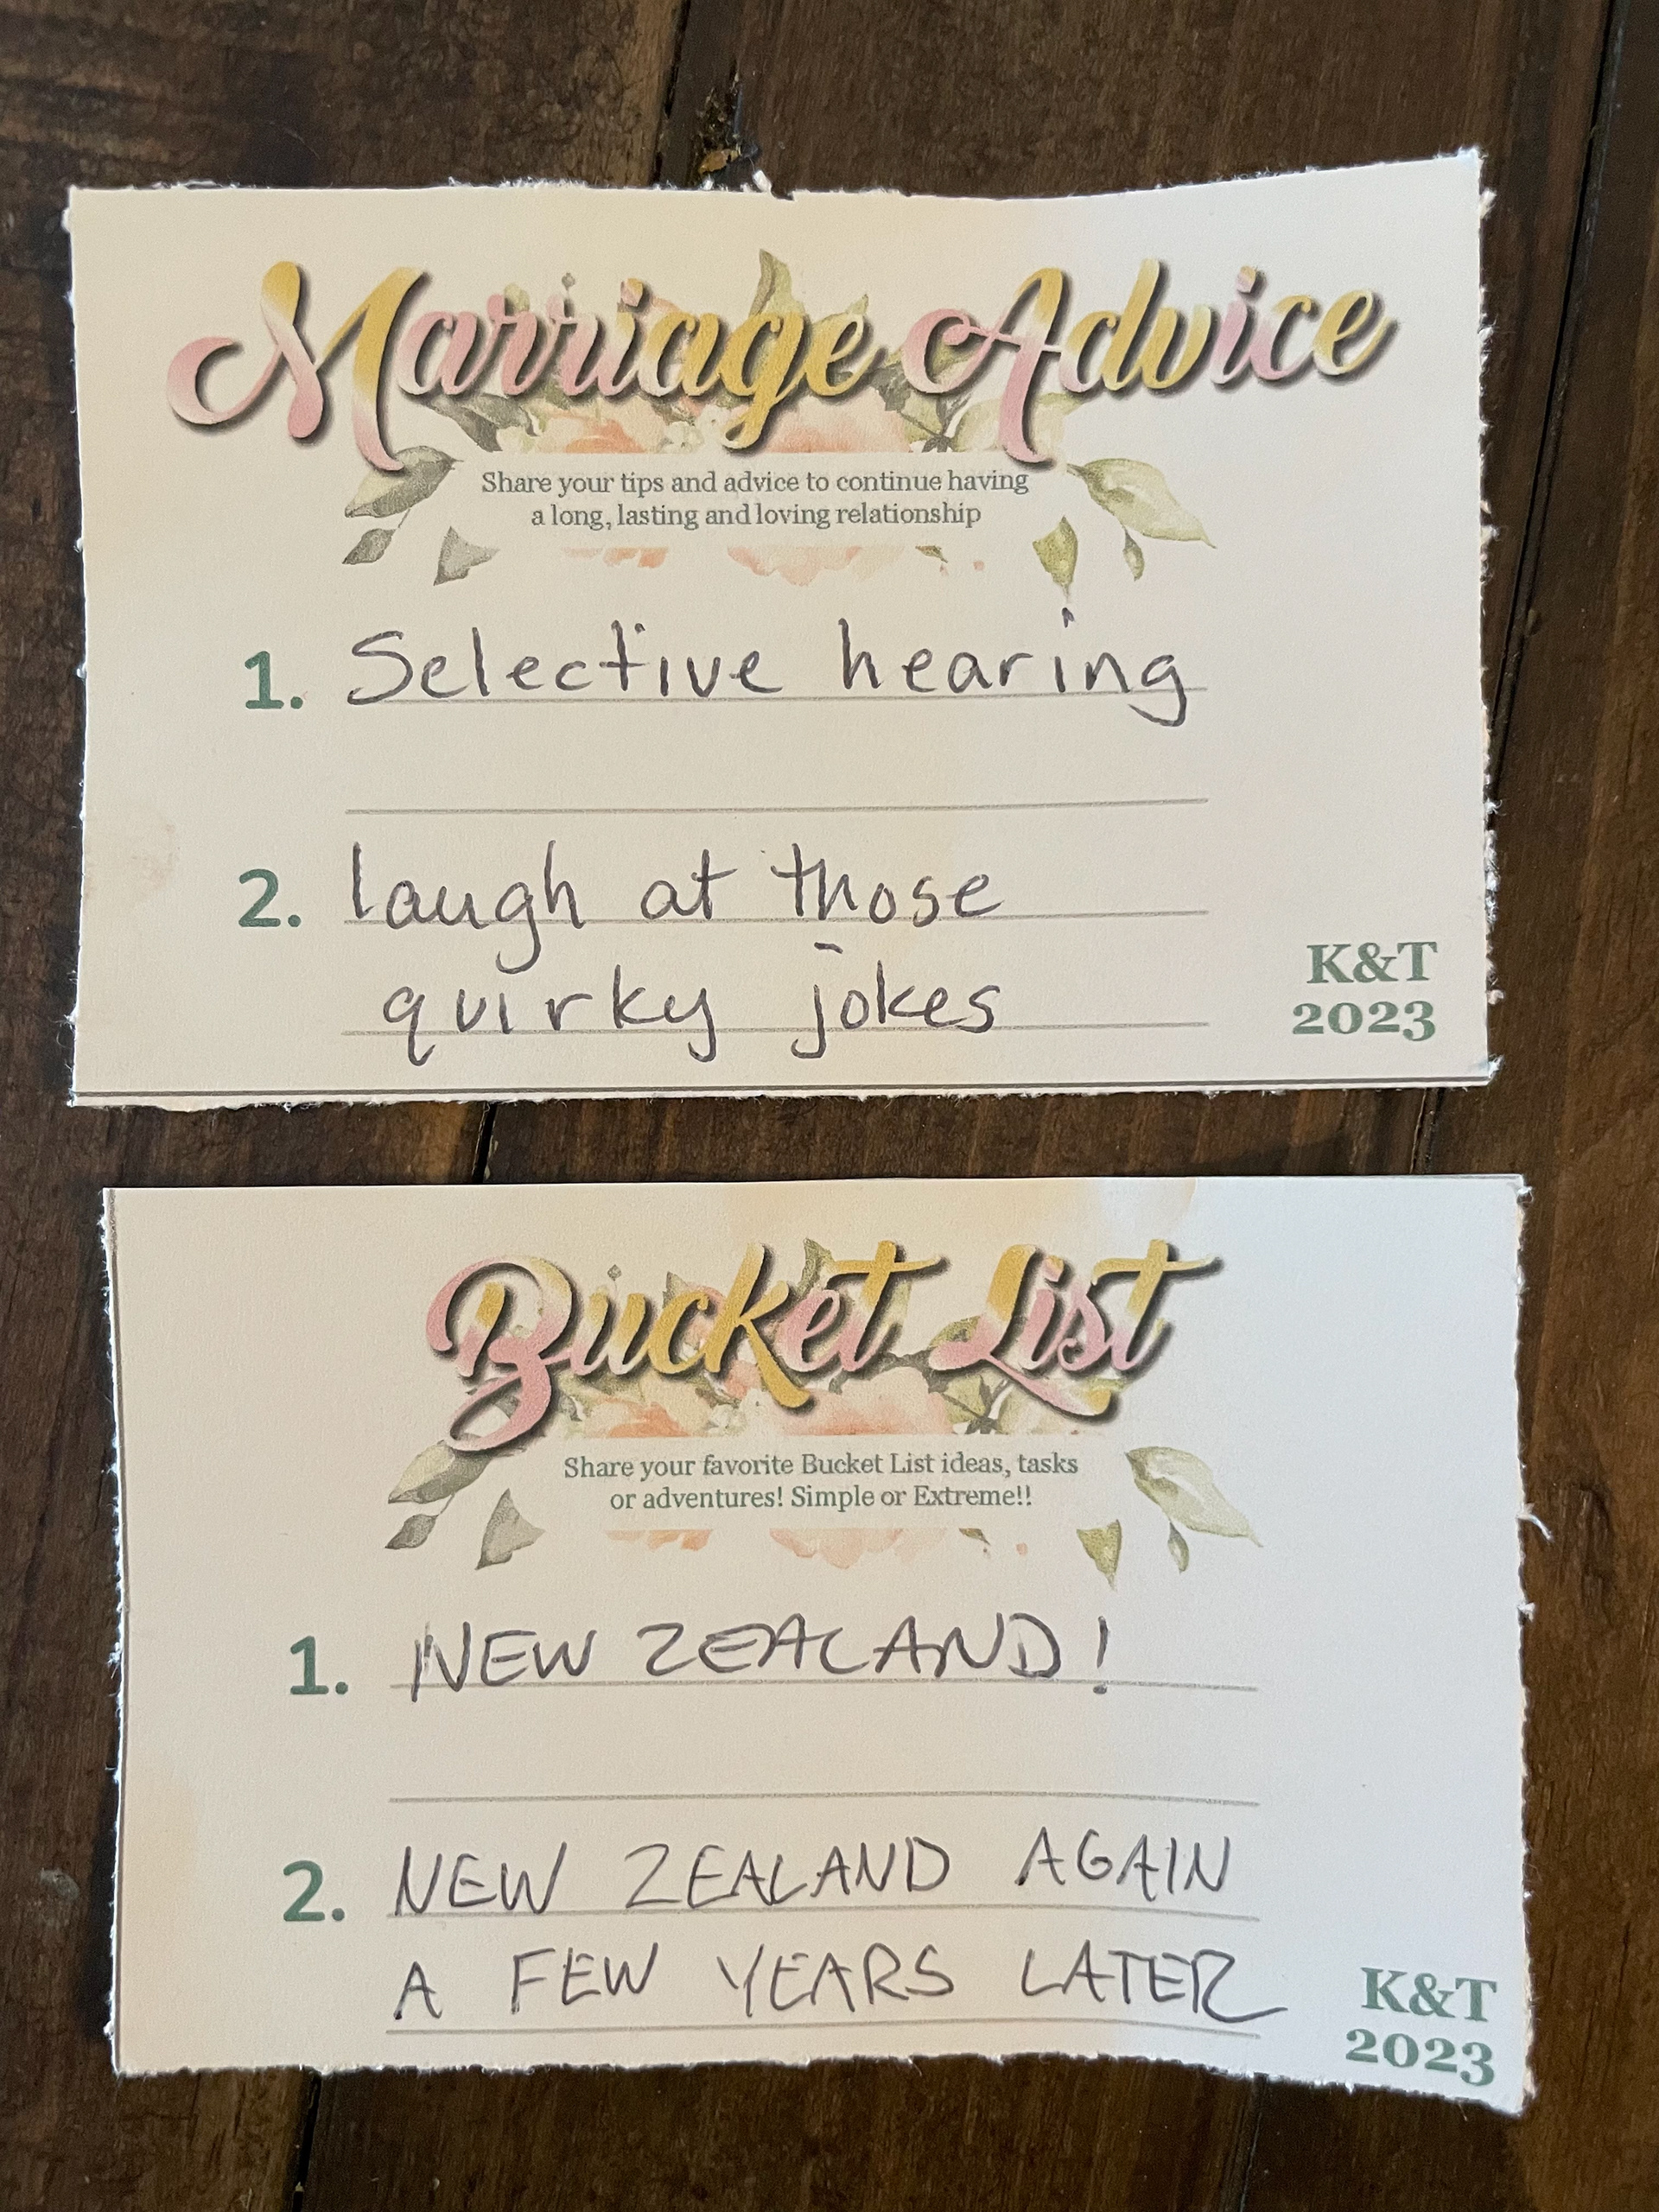 Marriage Advice
Share your tips and advice to continue having
a long, lasting and loving relationship
1. Selective hearing
2. laugh at those
quirky jokes
K&T
2023
Bucket List
Share your favorite Bucket List ideas, tasks
or adventures! Simple or Extreme!!
1. NEW ZEALAND!
2. NEW ZEALAND AGAIN
A FEW YEARS LATER
K&T
2023